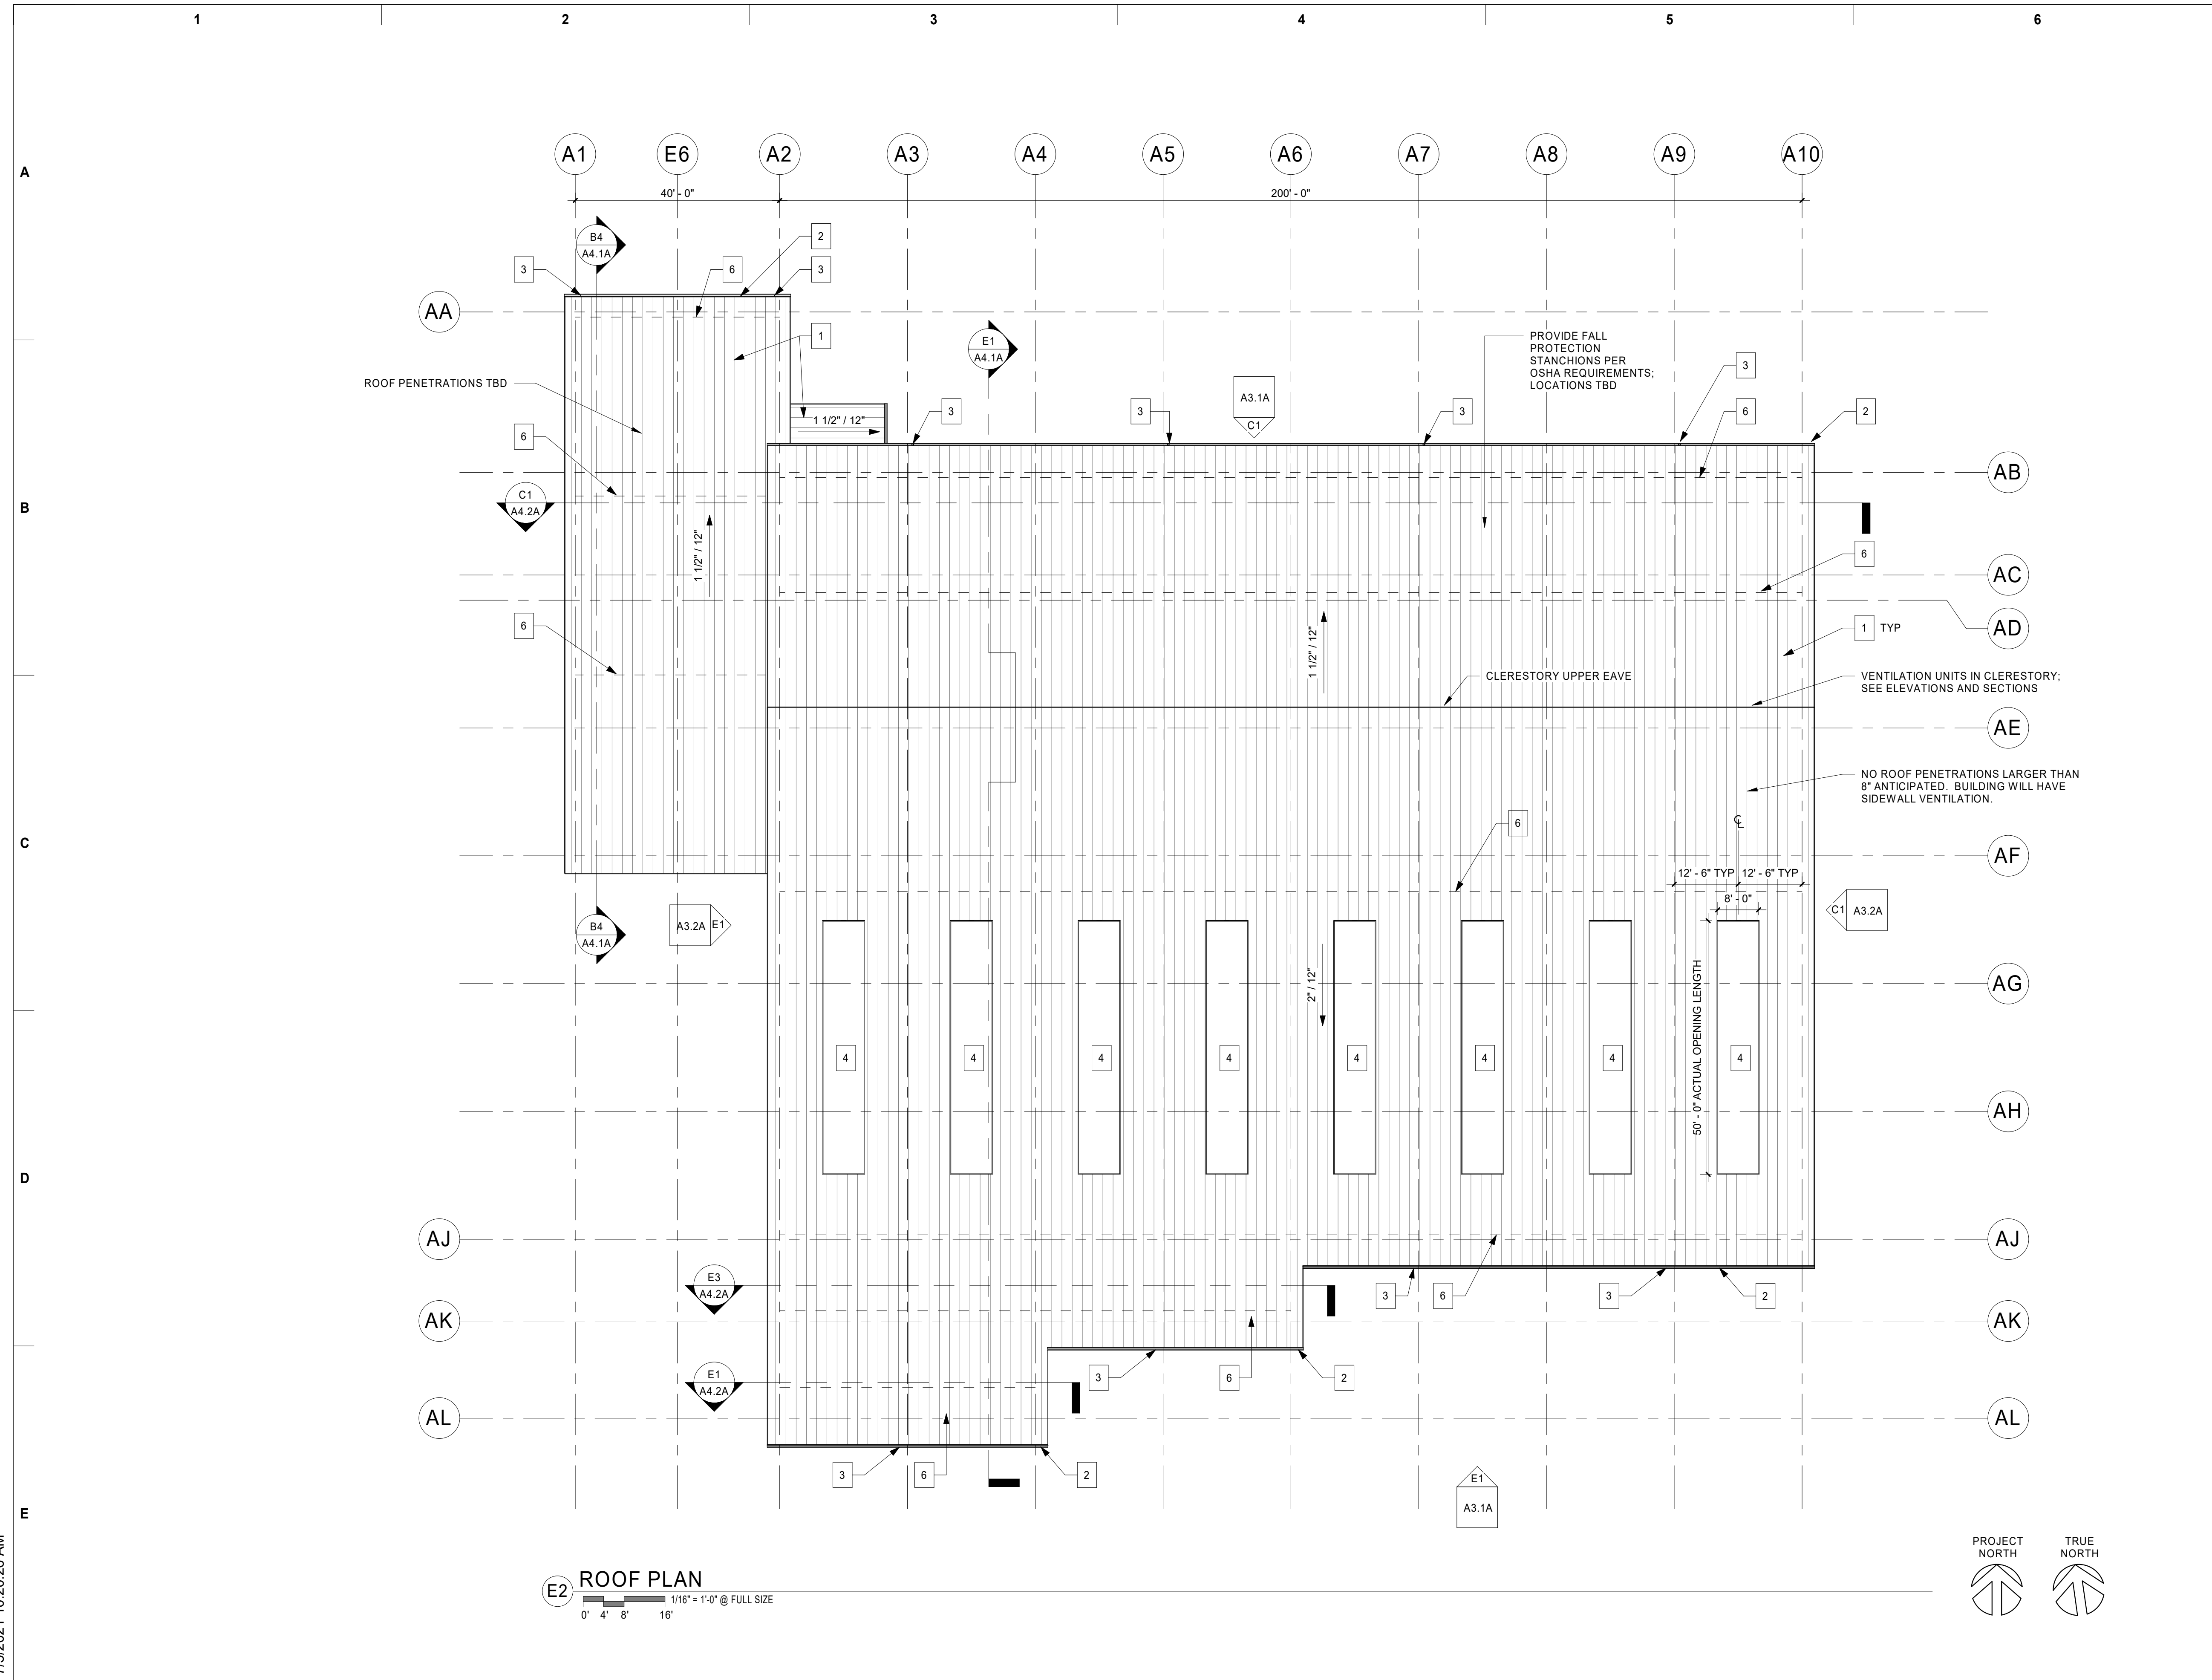 1 2 3 4 5 6
A
A1 E6 A2 A3 A4 A5 A6 A7 A8 A9 A10
40' - 0" 200' - 0"
B4
A4.1A
2
3 6 3
AA
1
E1
A4.1A
PROVIDE FALL
PROTECTION
STANCHIONS PER
OSHA REQUIREMENTS;
LOCATIONS TBD
3
ROOF PENETRATIONS TBD
A3.1A
C1
1 1/2" / 12"
3 3 3 6 2
6
AB
B
C1
A4.2A
1 1/2" / 12"
6
AC
6
1 1/2" / 12"
1 TYP
AD
CLERESTORY UPPER EAVE
VENTILATION UNITS IN CLERESTORY;
SEE ELEVATIONS AND SECTIONS
AE
NO ROOF PENETRATIONS LARGER THAN
8" ANTICIPATED. BUILDING WILL HAVE
SIDEWALL VENTILATION.
6
C
AF
12' - 6" TYP 12' - 6" TYP
8' - 0"
B4
A4.1A
A3.2A E1
C1 A3.2A
2" / 12"
AG
50' - 0" ACTUAL OPENING LENGTH
4 4 4 4 4 4 4 4
AH
D
AJ AJ
E3
A4.2A
3 6 3 2
AK AK
E1
A4.2A
3 6 2
AL AL
3 6 2
E1
A3.1A
E
E2 ROOF PLAN
1/16" = 1'-0" @ FULL SIZE
0' 4' 8' 16'
PROJECT
NORTH
TRUE
NORTH